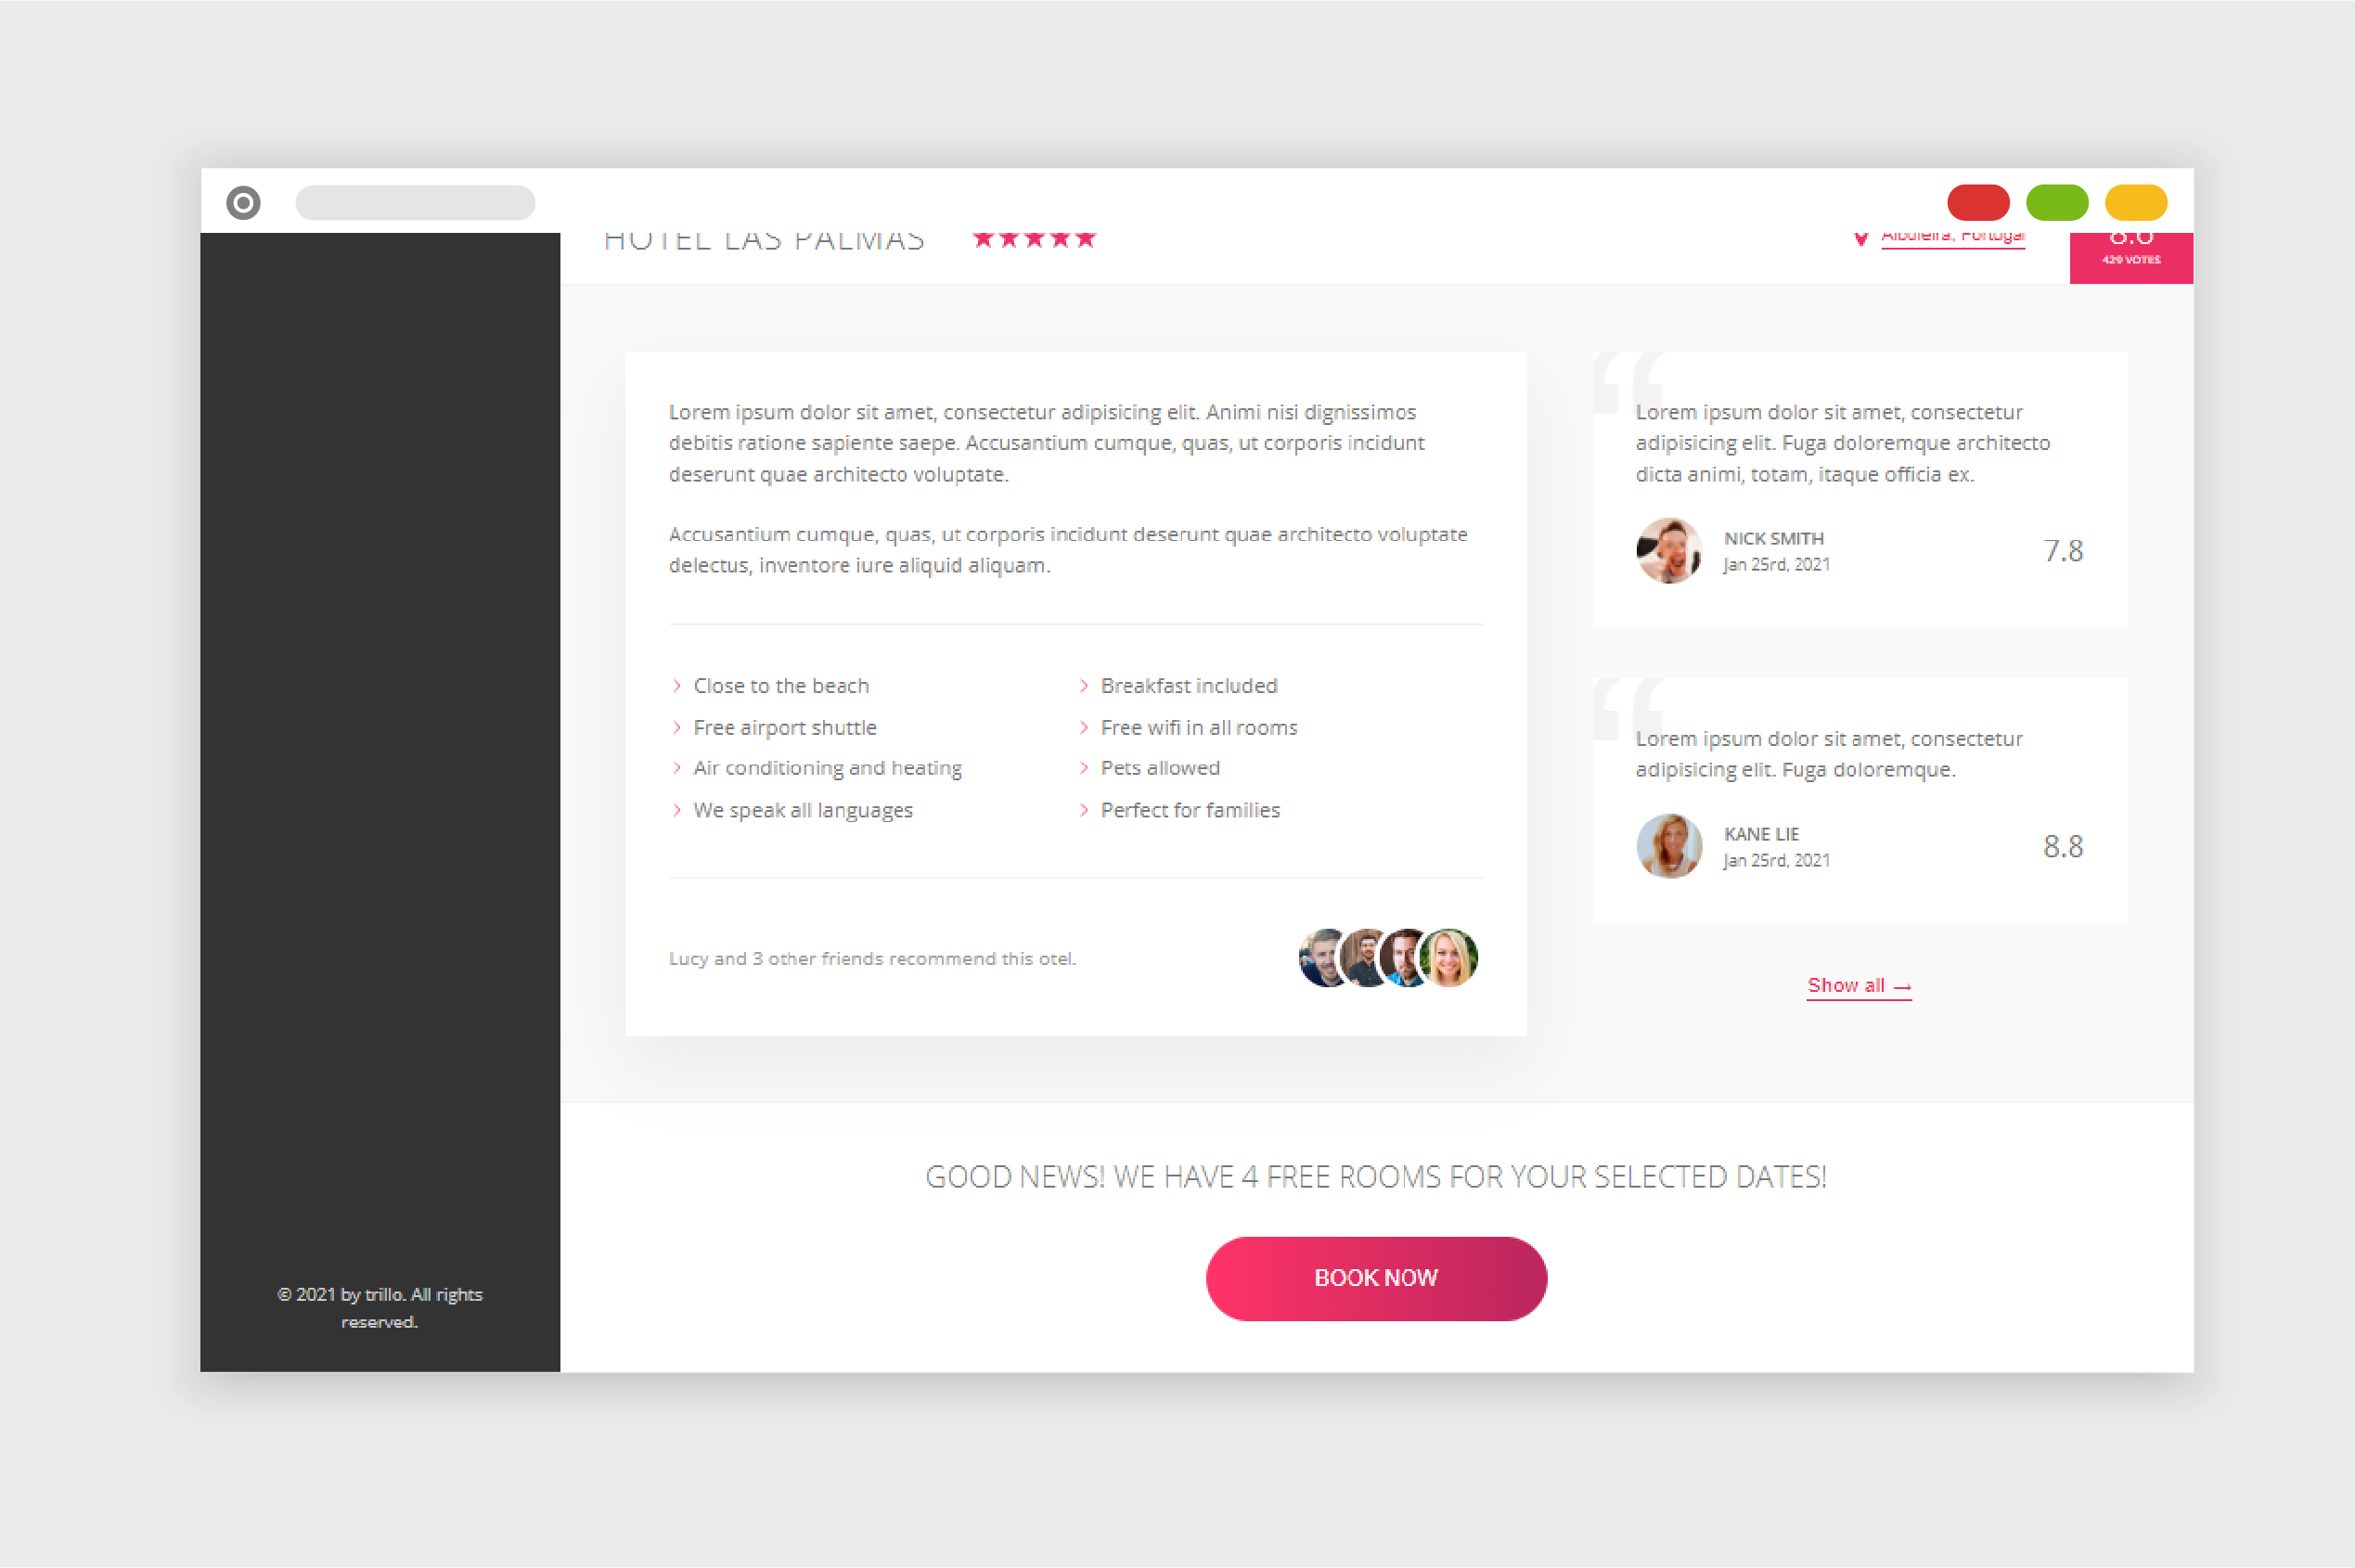 HOTEL LAS PALMAS
Albufeira, Portugal
429 VOTES
Lorem ipsum dolor sit amet, consectetur adipisicing elit. Animi nisi dignissimos
debitis ratione sapiente saepe. Accusantium cumque, quas, ut corporis incidunt
deserunt quae architecto voluptate.
Accusantium cumque, quas, ut corporis incidunt deserunt quae architecto voluptate
delectus, inventore iure aliquid aliquam.
Close to the beach
Breakfast included
Free airport shuttle
Free wifi in all rooms
Air conditioning and heating
Pets allowed
We speak all languages
Perfect for families
Lucy and 3 other friends recommend this otel.
“
Lorem ipsum dolor sit amet, consectetur
adipisicing elit. Fuga doloremque architecto
dicta animi, totam, itaque officia ex.
NICK SMITH
Jan 25rd, 2021
7.8
“
Lorem ipsum dolor sit amet, consectetur
adipisicing elit. Fuga doloremque.
KANE LIE
Jan 25rd, 2021
8.8
Show all →
GOOD NEWS! WE HAVE 4 FREE ROOMS FOR YOUR SELECTED DATES!
BOOK NOW
© 2021 by trillo. All rights
reserved.